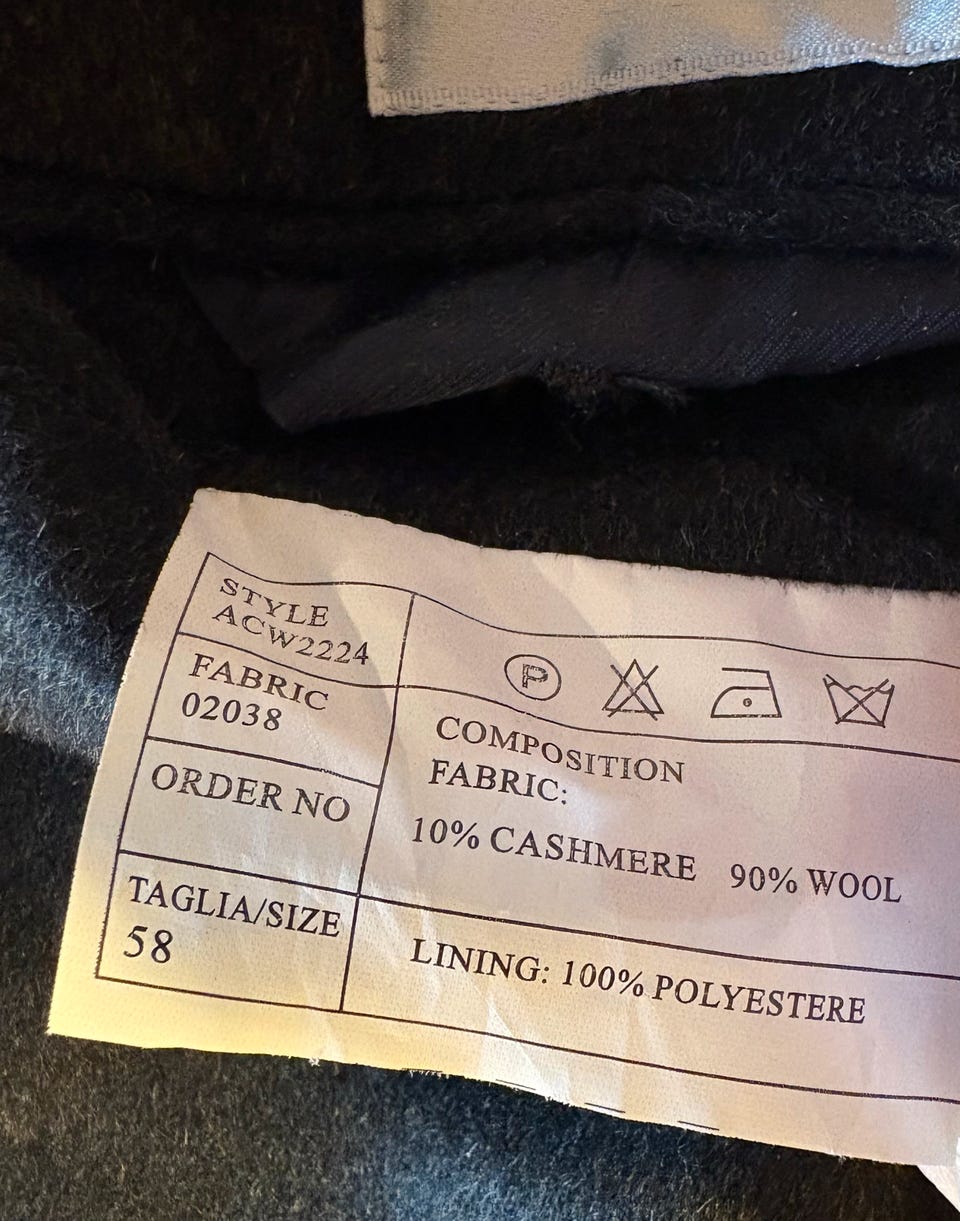 STYLE
ACW2224
FABRIC
02038
ORDER NO
TAGLIA/SIZE
58
P
COMPOSITION
FABRIC:
10% CASHMERE 90% WOOL
LINING: 100% POLYESTERE